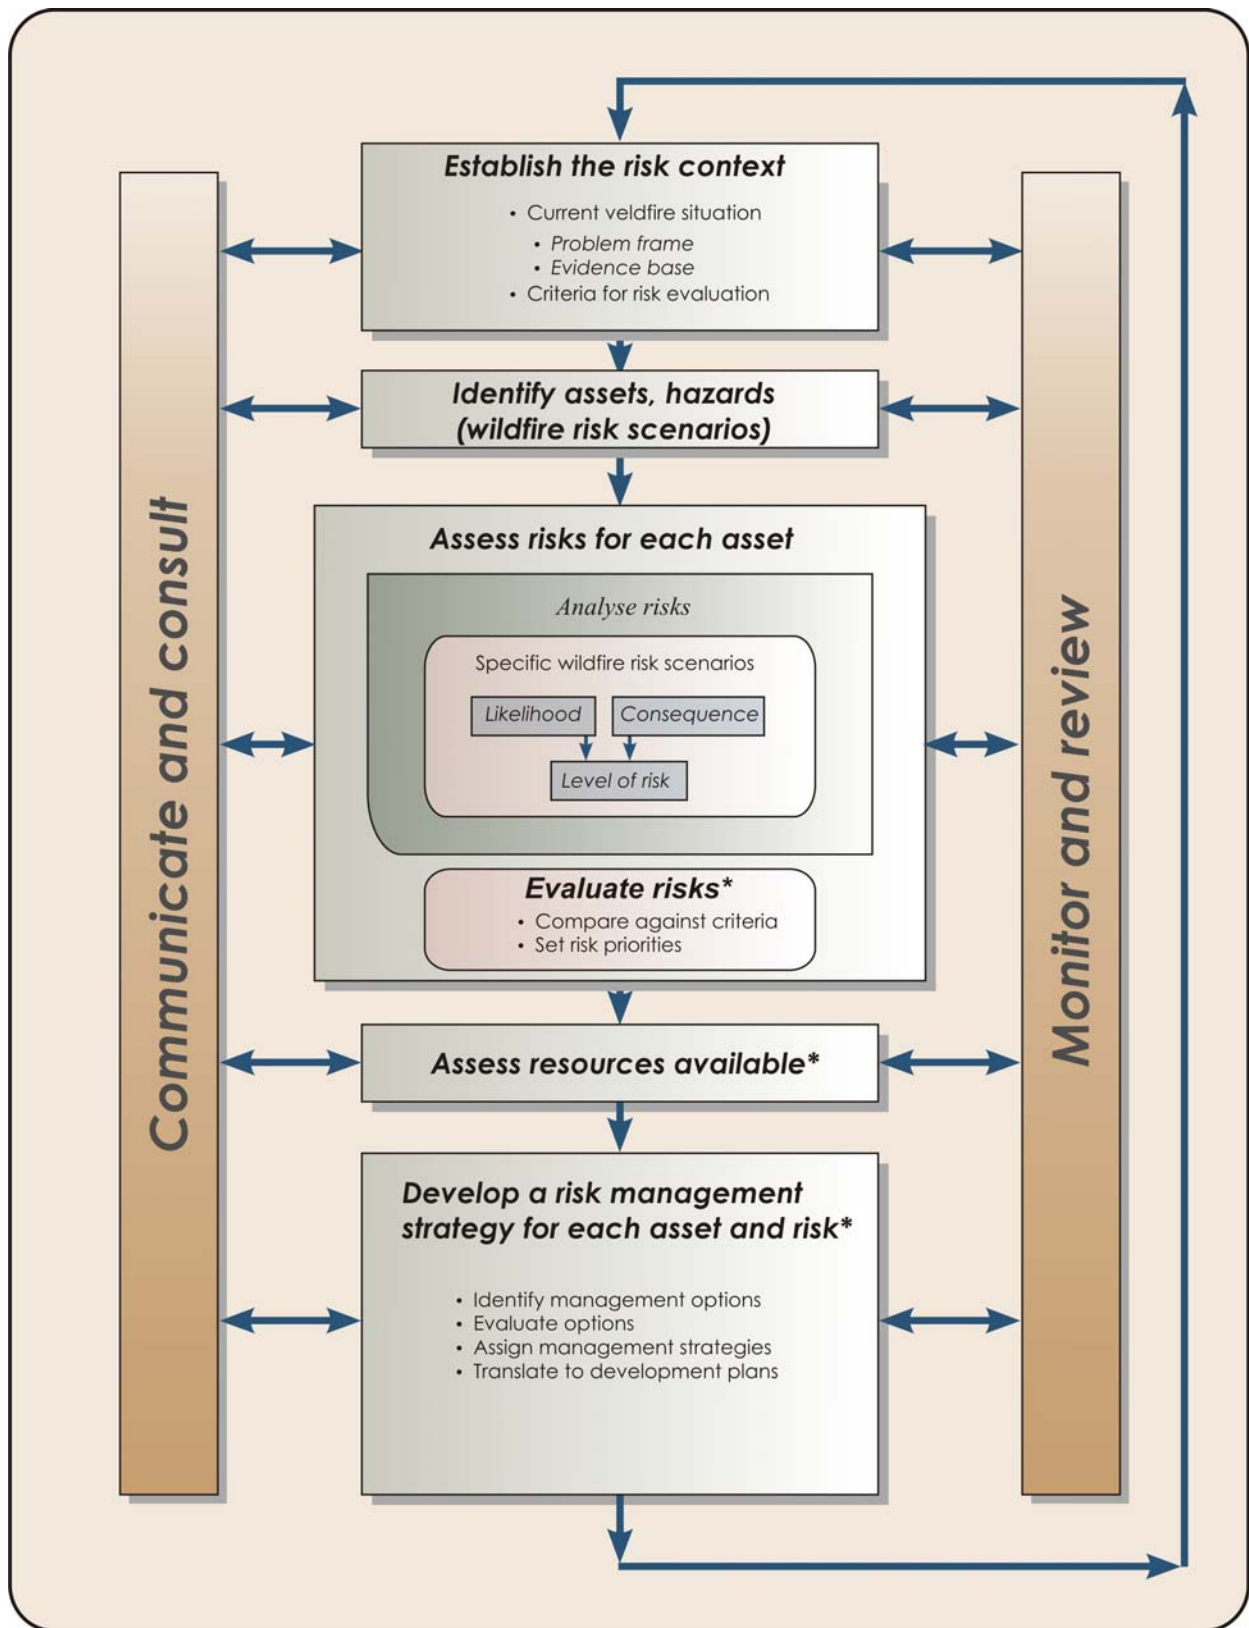 Establish the risk context
• Current veldfire situation
• Problem frame
• Evidence base
• Criteria for risk evaluation
Identify assets, hazards
(wildfire risk scenarios)
Communicate and consult
Monitor and review
Assess risks for each asset
Analyse risks
Specific wildfire risk scenarios
Likelihood
Consequence
Level of risk
Evaluate risks*
• Compare against criteria
• Set risk priorities
Assess resources available*
Develop a risk management
strategy for each asset and risk*
• Identify management options
• Evaluate options
• Assign management strategies
• Translate to development plans